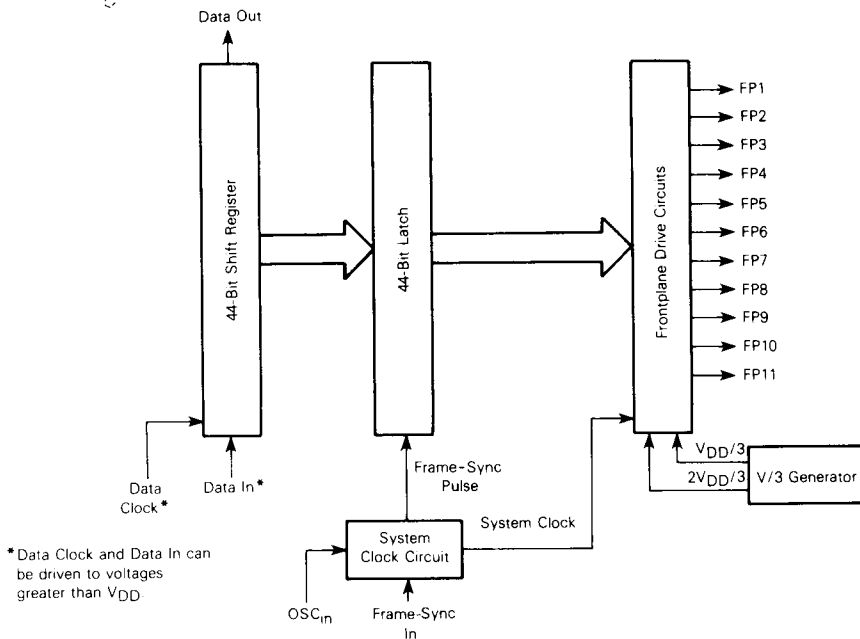 Data Out
44-Bit Shift Register
44-Bit Latch
Frontplane Drive Circuits
FP1
FP2
FP3
FP4
FP5
FP6
FP7
FP8
FP9
FP10
FP11
Data
Clock*
Data In*
Frame-Sync
Pulse
System Clock
VDD/3
2VDD/3
V/3 Generator
System
Clock Circuit
OSCin
Frame-Sync
In
*Data Clock and Data In can
be driven to voltages
greater than VDD.